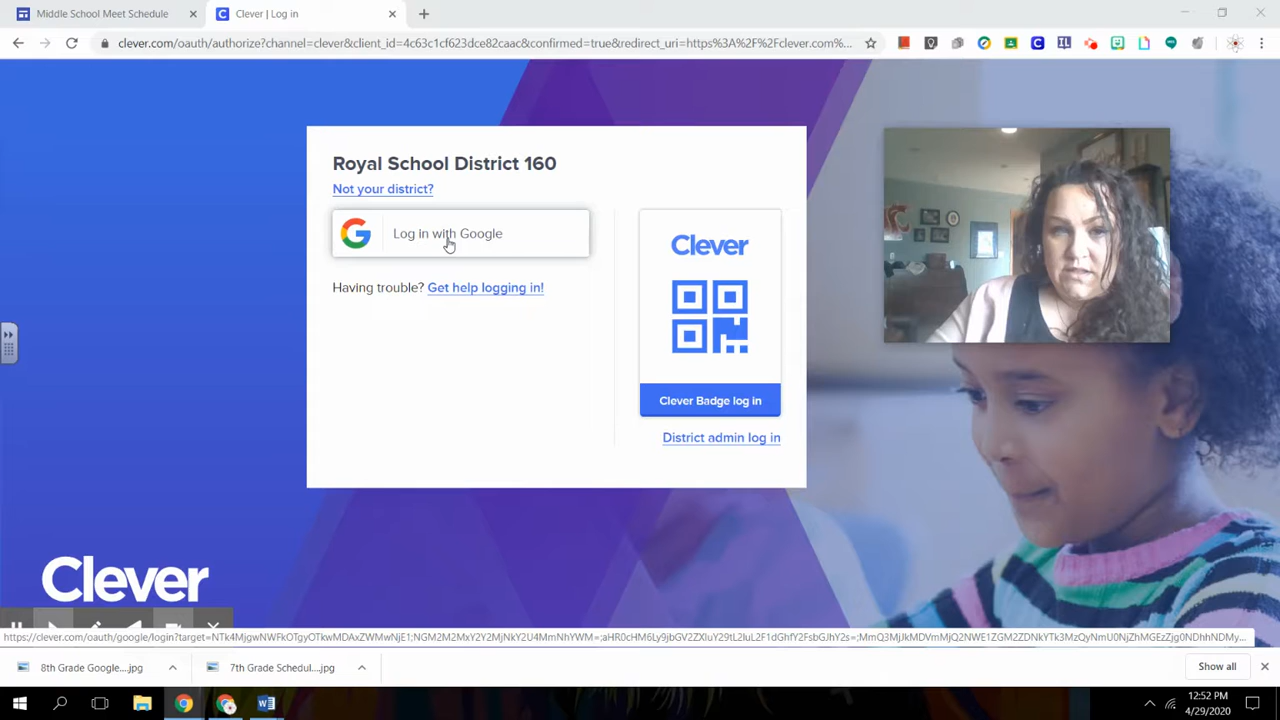 Middle School Meet Schedule
Clever | Log in
clever.com/oauth/authorize?channel=clever&client_id=4c63c1cf623dce82caac&confirmed=true&redirect_uri=https%3A%2F%2Fclever.com%...
Royal School District 160
Not your district?
Log in with Google
Having trouble? Get help logging in!
Clever
Clever Badge log in
District admin log in
Clever
8th Grade Google....jpg
7th Grade Schedul....jpg
Show all
12:52 PM
4/29/2020